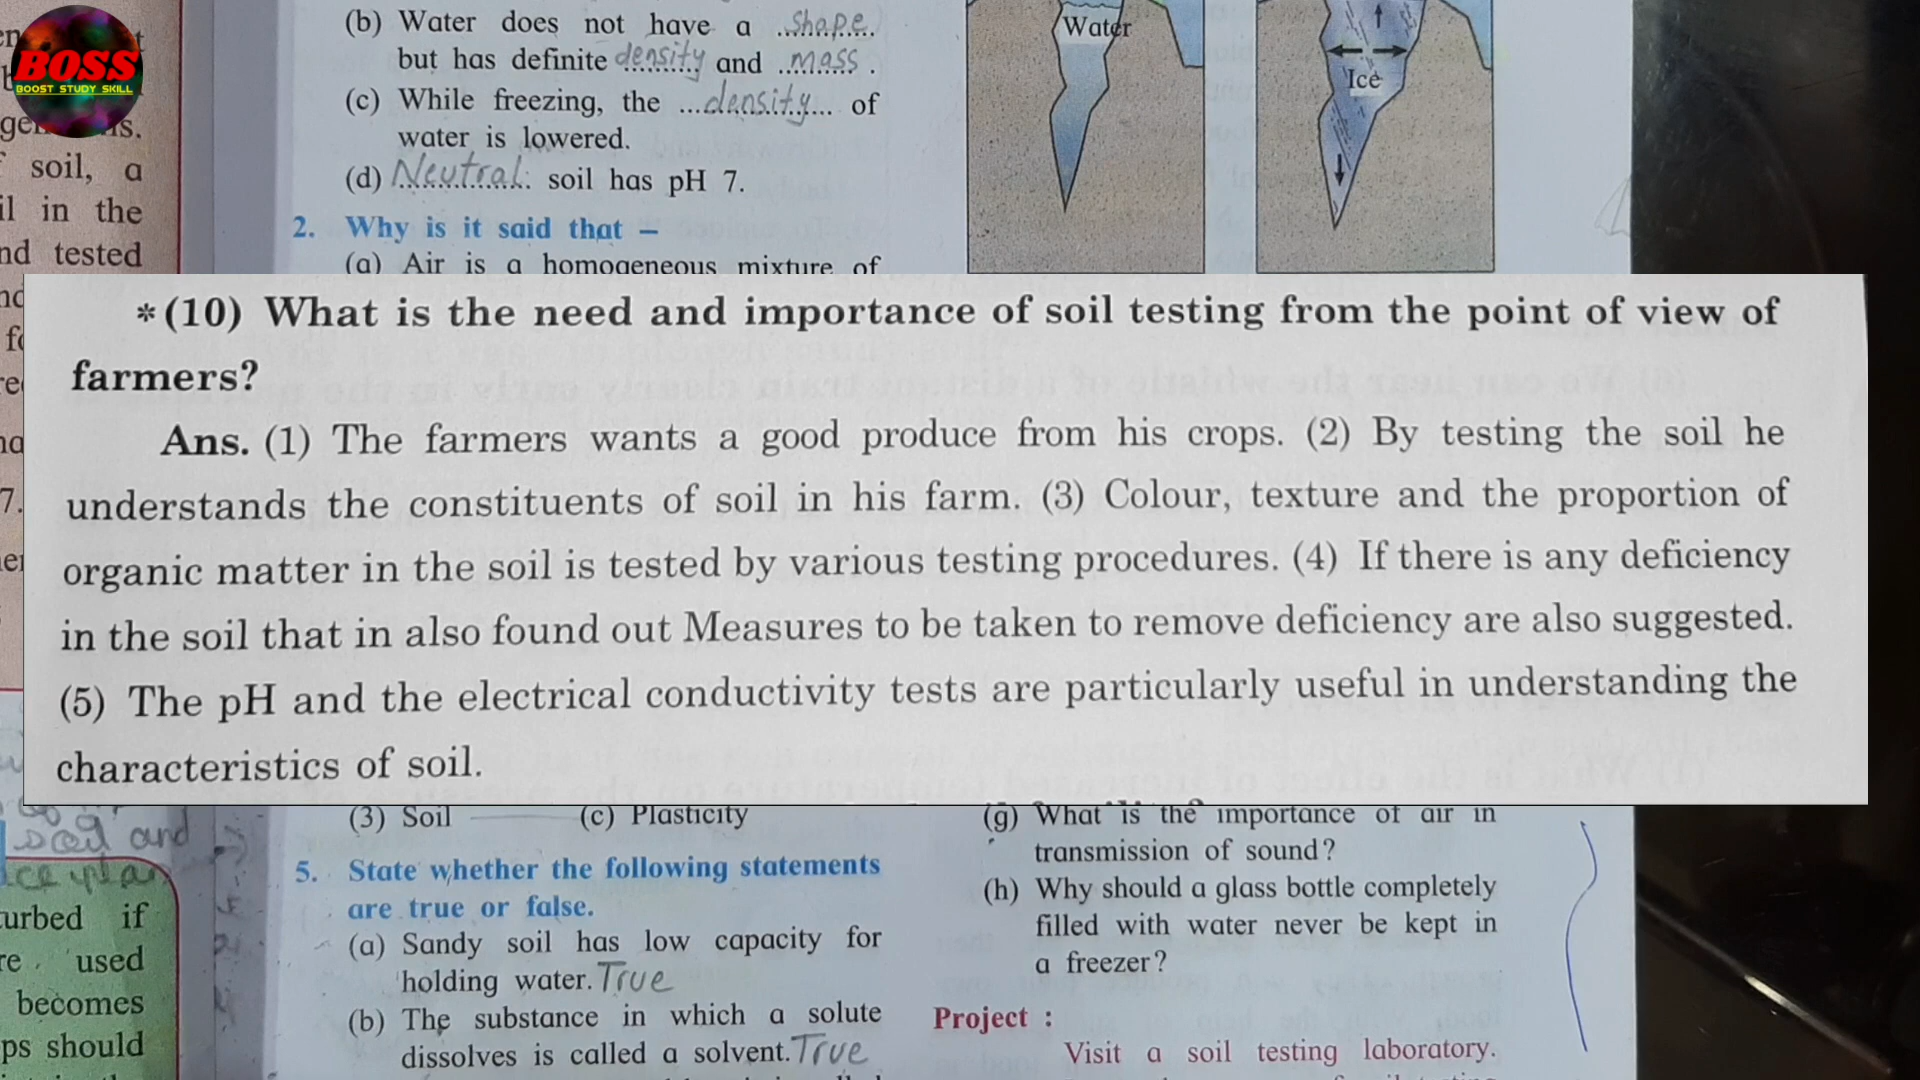 BOSS
BOOST STUDY SKILL
soil, a
il in the
nd tested
(b) Water does not have a ..shape..
but has definite density and mass .
(c) While freezing, the ...density... of
water is lowered.
(d) Neutral soil has pH 7.
2. Why is it said that –
(a) Air is a homogeneous mixture of
Water
Ice
*(10) What is the need and importance of soil testing from the point of view of
farmers?
Ans. (1) The farmers wants a good produce from his crops. (2) By testing the soil he
understands the constituents of soil in his farm. (3) Colour, texture and the proportion of
organic matter in the soil is tested by various testing procedures. (4) If there is any deficiency
in the soil that in also found out Measures to be taken to remove deficiency are also suggested.
(5) The pH and the electrical conductivity tests are particularly useful in understanding the
characteristics of soil.
7.
soil and
urbed if
used
becomes
ps should
(3) Soil (c) Plasticity
5. State whether the following statements
are true or false.
(a) Sandy soil has low capacity for
holding water. True
(b) The substance in which a solute
dissolves is called a solvent. True
(g) What is the importance of air in
transmission of sound?
(h) Why should a glass bottle completely
filled with water never be kept in
a freezer?
Project :
Visit a soil testing laboratory.